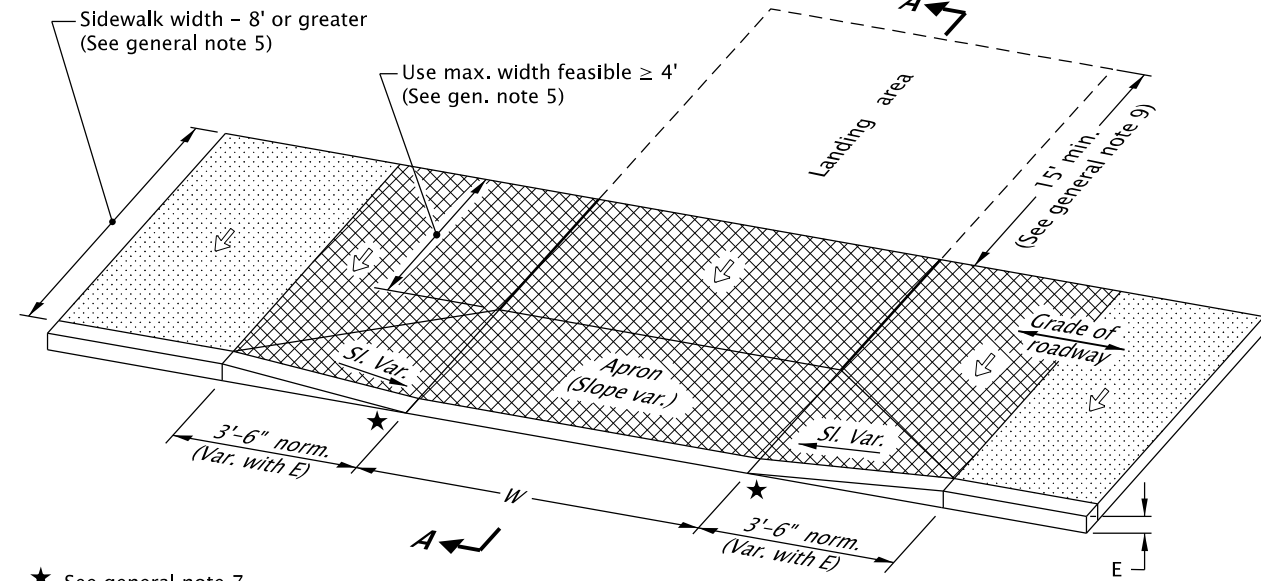 Sidewalk width – 8' or greater
(See general note 5)
A
Use max. width feasible ≥ 4'
(See gen. note 5)
Landing area
15' min.
(See general note 9)
Grade of
roadway
Sl. Var.
Apron
(Slope var.)
Sl. Var.
3'–6" norm.
(Var. with E)
W
3'–6" norm.
(Var. with E)
A
E
★ See general note 7